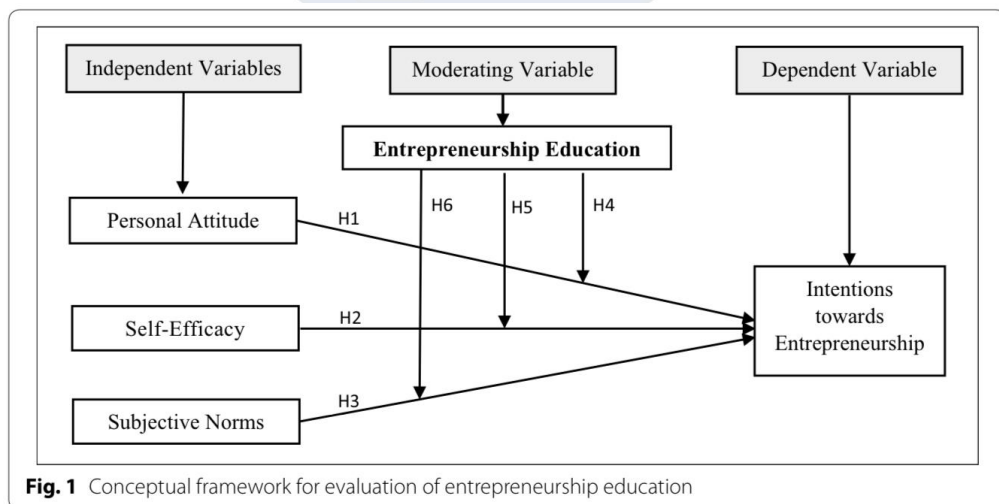 Independent Variables
Moderating Variable
Dependent Variable
Entrepreneurship Education
H6
H5
H4
Personal Attitude
H1
Self-Efficacy
H2
Intentions
towards
Entrepreneurship
Subjective Norms
H3
Fig. 1 Conceptual framework for evaluation of entrepreneurship education